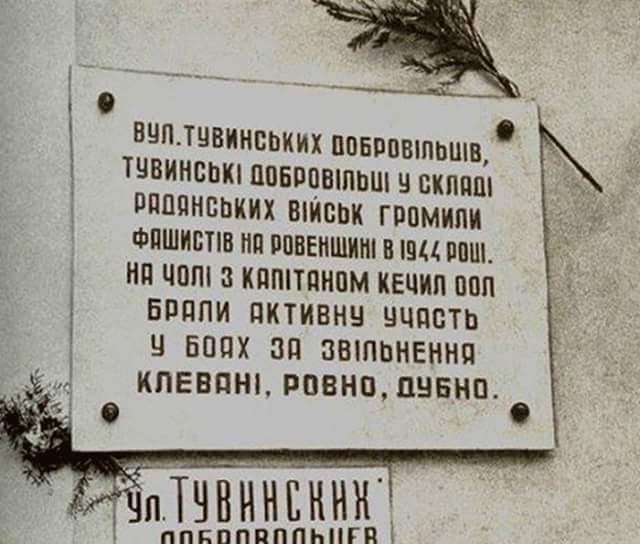 ВУЛ. ТУВИНСЬКИХ ДОБРОВІЛЬЦІВ,
ТУВИНСЬКІ ДОБРОВІЛЬЦІ У СКЛАДІ
РАДЯНСЬКИХ ВІЙСЬК ГРОМИЛИ
ФАШИСТІВ НА РОВЕНЩИНІ В 1944 РОЦІ.
НА ЧОЛІ З КАПІТАНОМ КЕЧИЛ ООЛ
БРАЛИ АКТИВНУ УЧАСТЬ
У БОЯХ ЗА ЗВІЛЬНЕННЯ
КЛЕВАНІ, РОВНО, ДУБНО.
Ул. ТУВИНСКИХ
ДОБРОВОЛЬЦЕВ